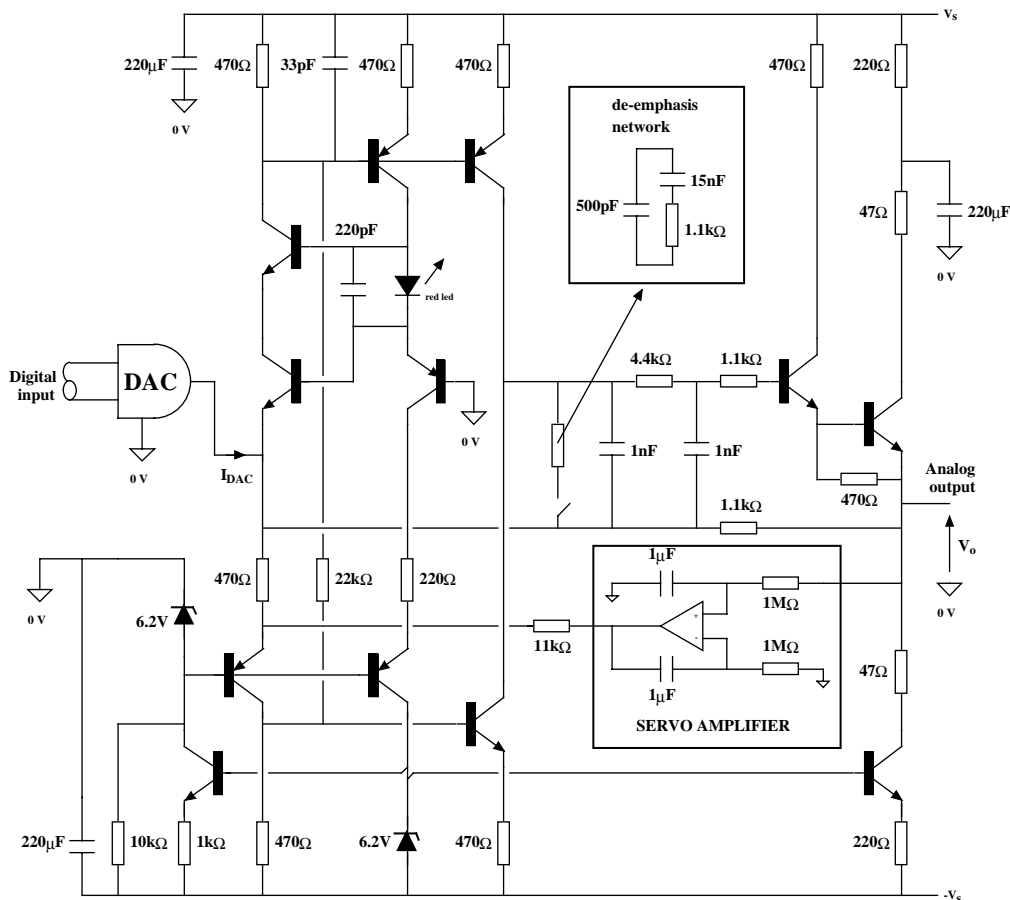 Vs
220μF
470Ω
33pF
470Ω
470Ω
470Ω
220Ω
0 V
de-emphasis
network
15nF
500pF
1.1kΩ
47Ω
220μF
0 V
220pF
red led
Digital
input
DAC
0 V
IDAC
0 V
4.4kΩ
1.1kΩ
1nF
1nF
470Ω
Analog
output
1.1kΩ
Vo
0 V
0 V
6.2V
470Ω
22kΩ
220Ω
11kΩ
1μF
1MΩ
+
-
1MΩ
1μF
SERVO AMPLIFIER
47Ω
220μF
10kΩ
1kΩ
470Ω
6.2V
470Ω
220Ω
-Vs